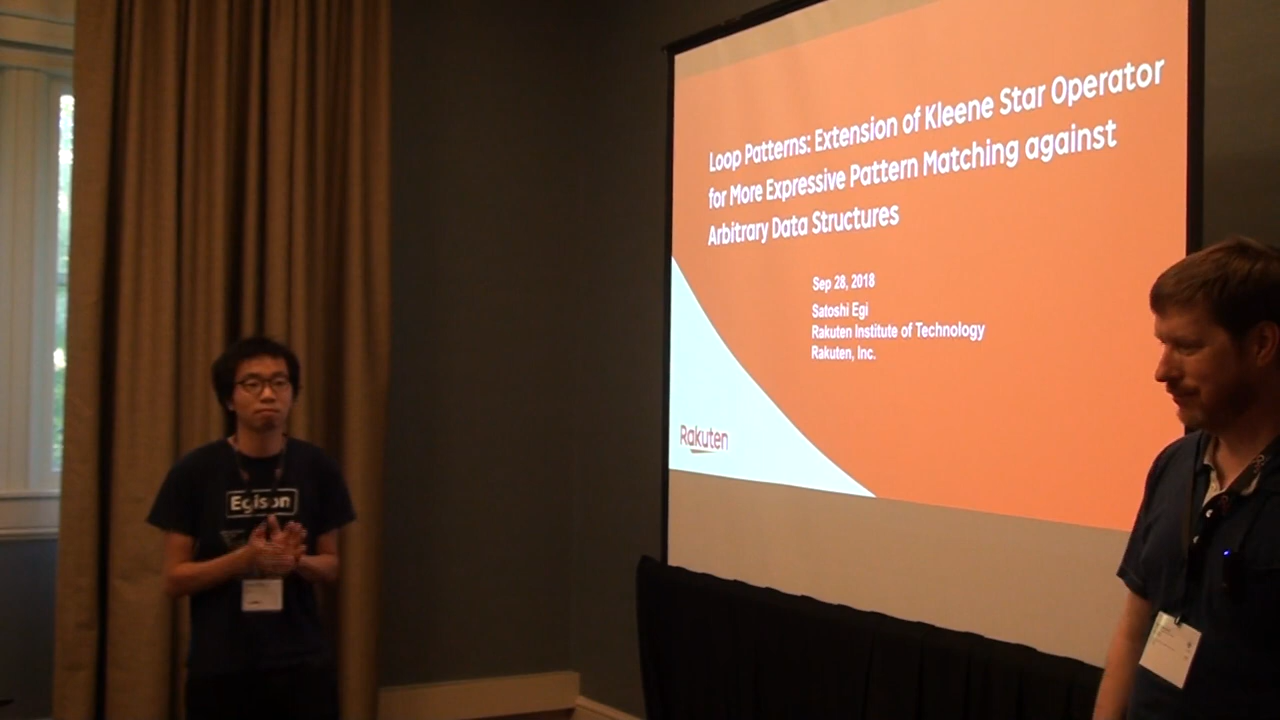 Loop Patterns: Extension of Kleene Star Operator
for More Expressive Pattern Matching against
Arbitrary Data Structures
Sep 28, 2018
Satoshi Egi
Rakuten Institute of Technology
Rakuten, Inc.
Rakuten
Egison